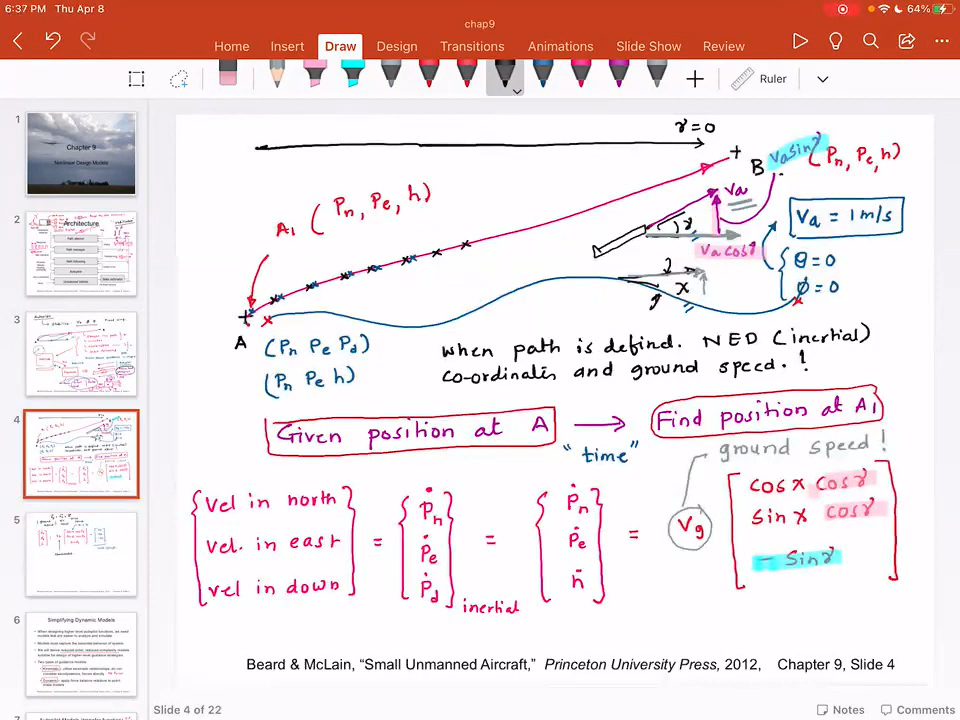 6:37 PM Thu Apr 8
64%
chap9
Home Insert Draw Design Transitions Animations Slide Show Review
Ruler
1
Chapter 9
Nonlinear Design Models
2
Architecture
3
4
5
6
Simplifying Dynamic Models
γ=0
+ B
Va sinγ
(Pn, Pe, h)
Va
γ
Va cosγ
Va = 1 m/s
θ = 0
ϕ = 0
χ
A1 (Pn, Pe, h)
A
(Pn Pe Pd)
(Pn Pe h)
when path is defind. NED (inertial)
co-ordinates and ground speed. !
Given position at A → Find position at A1
"time"
ground speed !
{Vel in north
Vel. in east
vel in down} = {Ṗn
Ṗe
Ṗd} inertial = {Ṗn
Ṗe
ḣ} = Vg [cosχ cosγ
sinχ cosγ
- sinγ]
Beard & McLain, “Small Unmanned Aircraft,” Princeton University Press, 2012, Chapter 9, Slide 4
Slide 4 of 22
Notes Comments